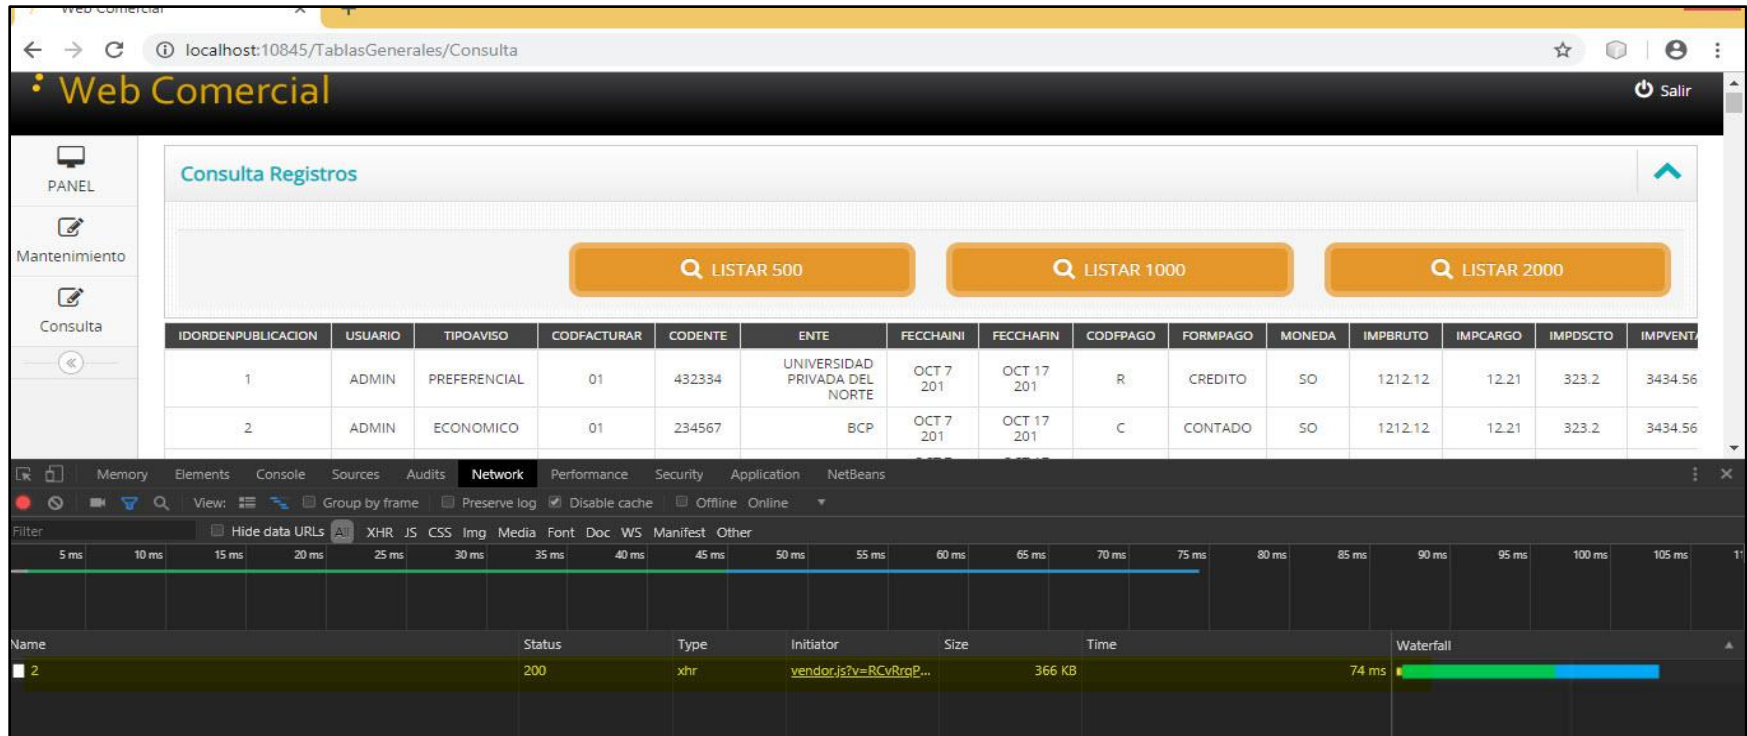 Web Comercial
localhost:10845/TablasGenerales/Consulta
Web Comercial
Salir
PANEL
Mantenimiento
Consulta
Consulta Registros
LISTAR 500 LISTAR 1000 LISTAR 2000
IDORDENPUBLICACION USUARIO TIPOAVISO CODFACTURAR CODENTE ENTE FECCHAINI FECCHAFIN CODFPAGO FORMPAGO MONEDA IMPBRUTO IMPCARGO IMPDSCTO IMPVENTA
1 ADMIN PREFERENCIAL 01 432334 UNIVERSIDAD PRIVADA DEL NORTE OCT 7 201 OCT 17 201 R CREDITO SO 1212.12 12.21 323.2 3434.56
2 ADMIN ECONOMICO 01 234567 BCP OCT 7 201 OCT 17 201 C CONTADO SO 1212.12 12.21 323.2 3434.56
Memory Elements Console Sources Audits Network Performance Security Application NetBeans
View: Group by frame Preserve log Disable cache Offline Online
Filter Hide data URLs All XHR JS CSS Img Media Font Doc WS Manifest Other
5 ms 10 ms 15 ms 20 ms 25 ms 30 ms 35 ms 40 ms 45 ms 50 ms 55 ms 60 ms 65 ms 70 ms 75 ms 80 ms 85 ms 90 ms 95 ms 100 ms 105 ms 11
Name Status Type Initiator Size Time Waterfall
2 200 xhr vendor.js?v=RCvRrqP... 366 KB 74 ms